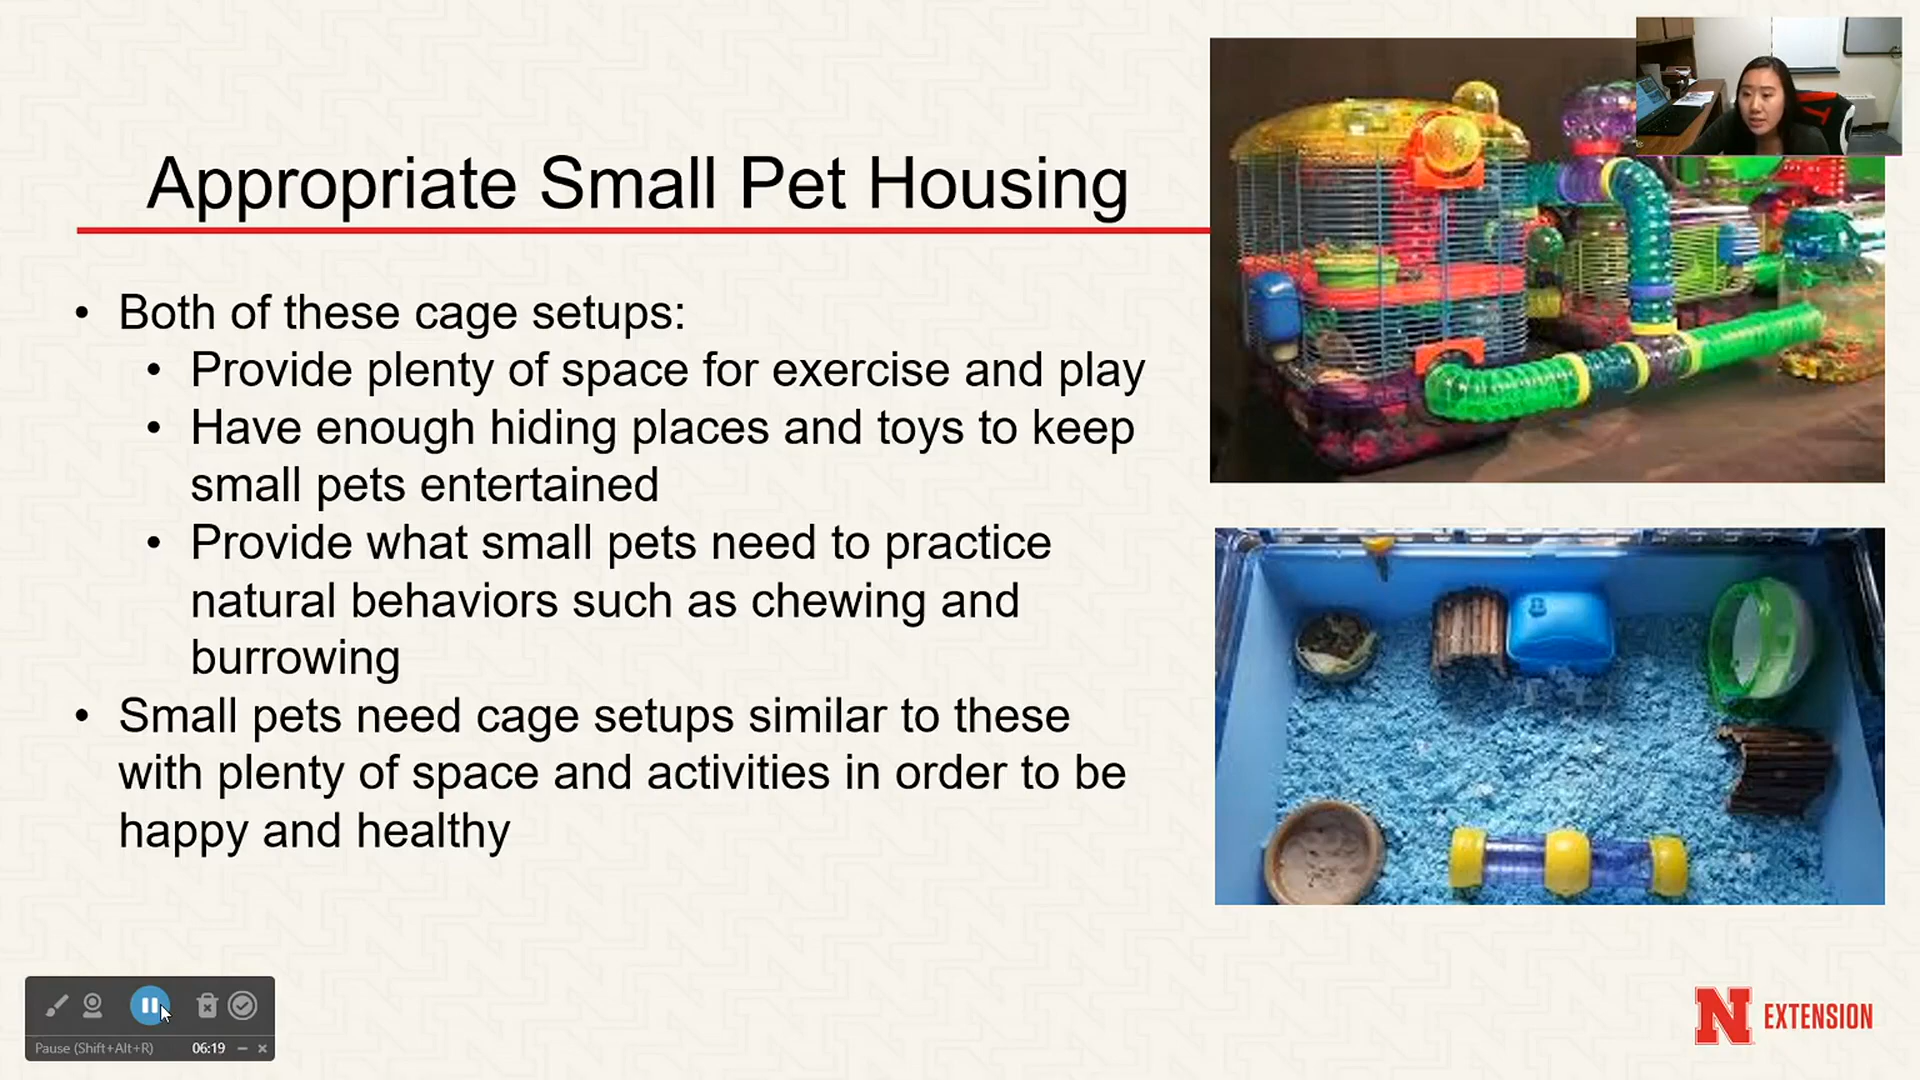 Appropriate Small Pet Housing
• Both of these cage setups:
• Provide plenty of space for exercise and play
• Have enough hiding places and toys to keep
small pets entertained
• Provide what small pets need to practice
natural behaviors such as chewing and
burrowing
• Small pets need cage setups similar to these
with plenty of space and activities in order to be
happy and healthy
Pause (Shift+Alt+R) 06:19
N EXTENSION